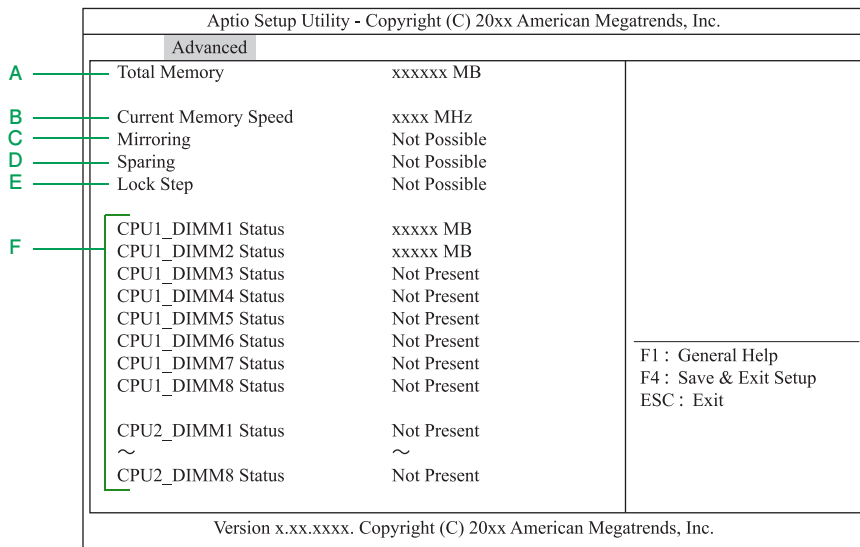 Aptio Setup Utility - Copyright (C) 20xx American Megatrends, Inc.
Advanced
A Total Memory xxxxxx MB
B Current Memory Speed xxxx MHz
C Mirroring Not Possible
D Sparing Not Possible
E Lock Step Not Possible
CPU1_DIMM1 Status xxxxx MB
F CPU1_DIMM2 Status xxxxx MB
CPU1_DIMM3 Status Not Present
CPU1_DIMM4 Status Not Present
CPU1_DIMM5 Status Not Present
CPU1_DIMM6 Status Not Present
CPU1_DIMM7 Status Not Present
CPU1_DIMM8 Status Not Present
CPU2_DIMM1 Status Not Present
～ ～
CPU2_DIMM8 Status Not Present
F1 : General Help
F4 : Save & Exit Setup
ESC : Exit
Version x.xx.xxxx. Copyright (C) 20xx American Megatrends, Inc.